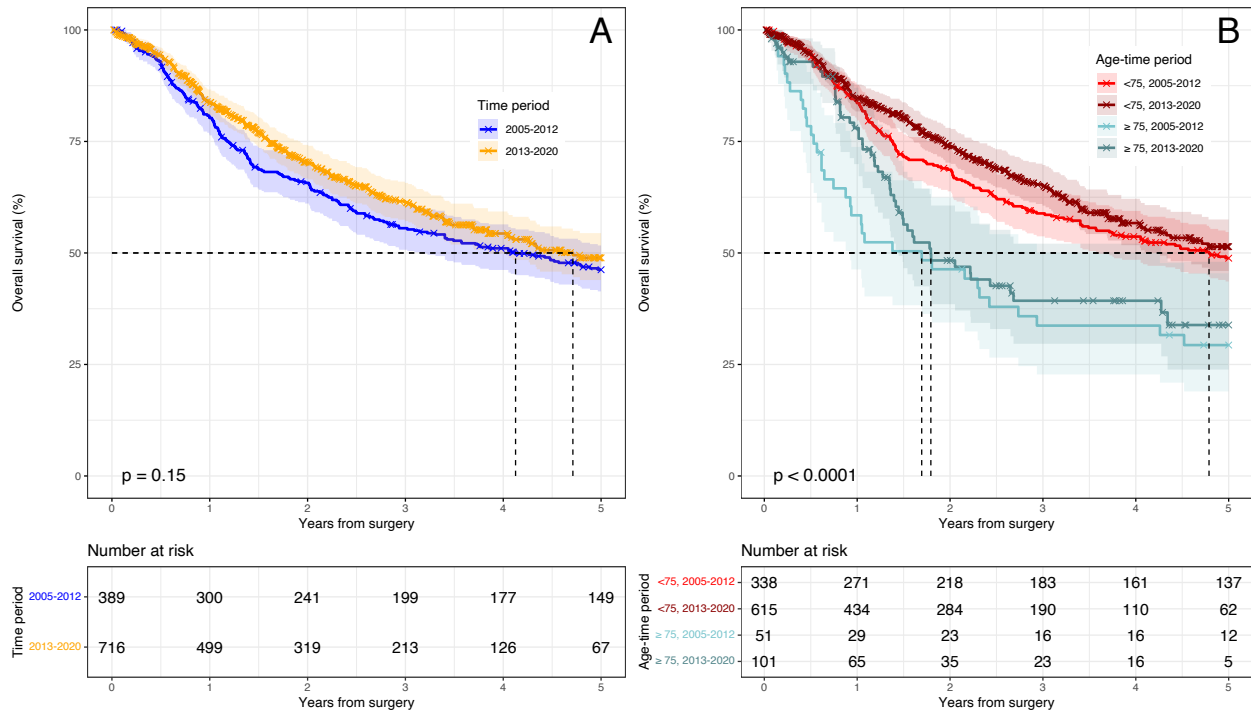 A
100
75
50
25
0
Overall survival (%)
Time period
2005-2012
2013-2020
p = 0.15
0 1 2 3 4 5
Years from surgery
Number at risk
Time period
2005-2012 389 300 241 199 177 149
2013-2020 716 499 319 213 126 67
0 1 2 3 4 5
Years from surgery
B
100
75
50
25
0
Overall survival (%)
Age-time period
<75, 2005-2012
<75, 2013-2020
≥ 75, 2005-2012
≥ 75, 2013-2020
p < 0.0001
0 1 2 3 4 5
Years from surgery
Number at risk
Age-time period
<75, 2005-2012 338 271 218 183 161 137
<75, 2013-2020 615 434 284 190 110 62
≥ 75, 2005-2012 51 29 23 16 16 12
≥ 75, 2013-2020 101 65 35 23 16 5
0 1 2 3 4 5
Years from surgery